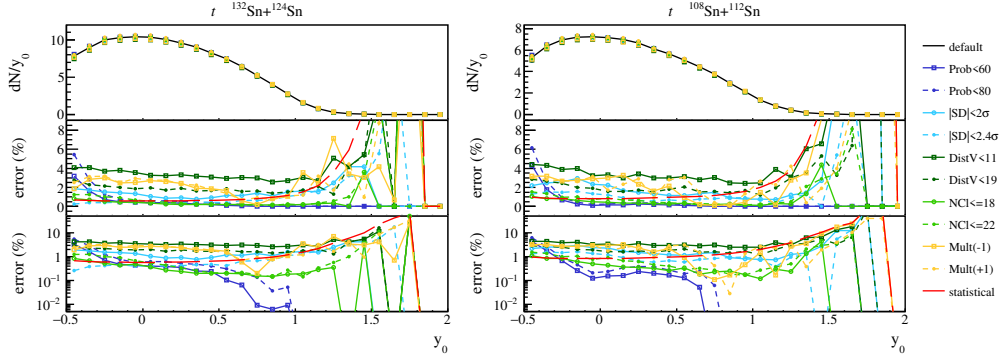 t ¹³²Sn+¹²⁴Sn
dN/y₀
10
5
0
error (%)
8
6
4
2
0
error (%)
10
1
10⁻¹
10⁻²
−0.5 0 0.5 1 1.5 2
y₀
t ¹⁰⁸Sn+¹¹²Sn
dN/y₀
8
6
4
2
0
error (%)
8
6
4
2
0
error (%)
10
1
10⁻¹
10⁻²
−0.5 0 0.5 1 1.5 2
y₀
default
Prob<60
Prob<80
|SD|<2σ
|SD|<2.4σ
DistV<11
DistV<19
NCl<=18
NCl<=22
Mult(-1)
Mult(+1)
statistical